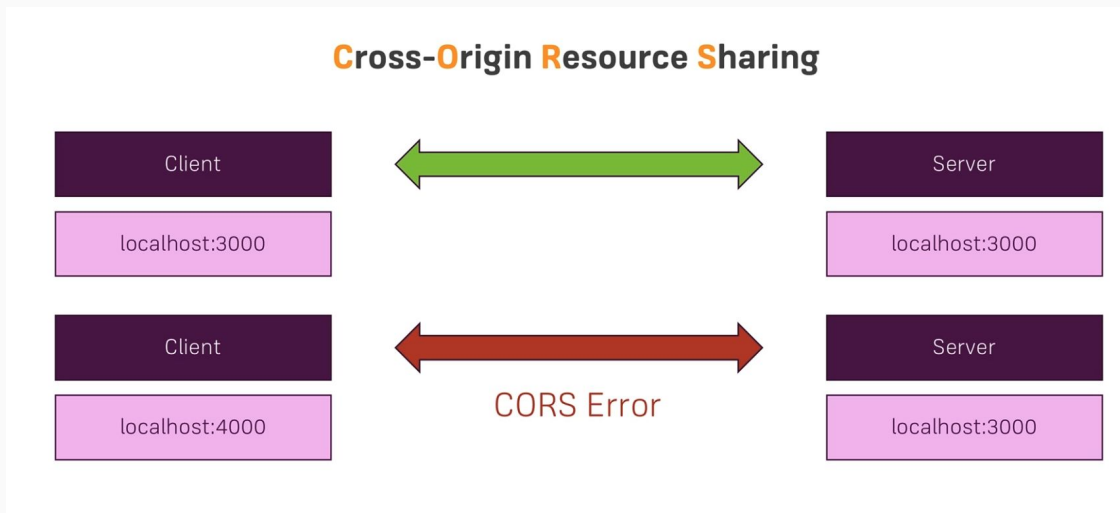 Cross-Origin Resource Sharing
Client
Server
localhost:3000
localhost:3000
Client
Server
CORS Error
localhost:4000
localhost:3000